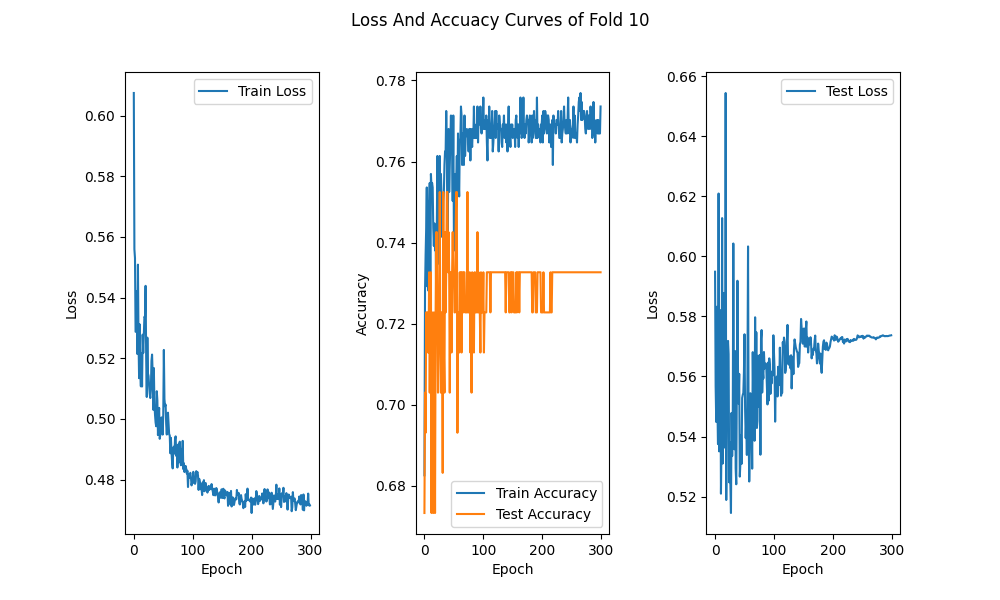 Loss And Accuacy Curves of Fold 10
Train Loss
0.60
0.58
0.56
0.54
0.52
0.50
0.48
Loss
0 100 200 300
Epoch
0.78
0.76
0.74
0.72
0.70
0.68
Accuracy
Train Accuracy
Test Accuracy
0 100 200 300
Epoch
Test Loss
0.66
0.64
0.62
0.60
0.58
0.56
0.54
0.52
Loss
0 100 200 300
Epoch